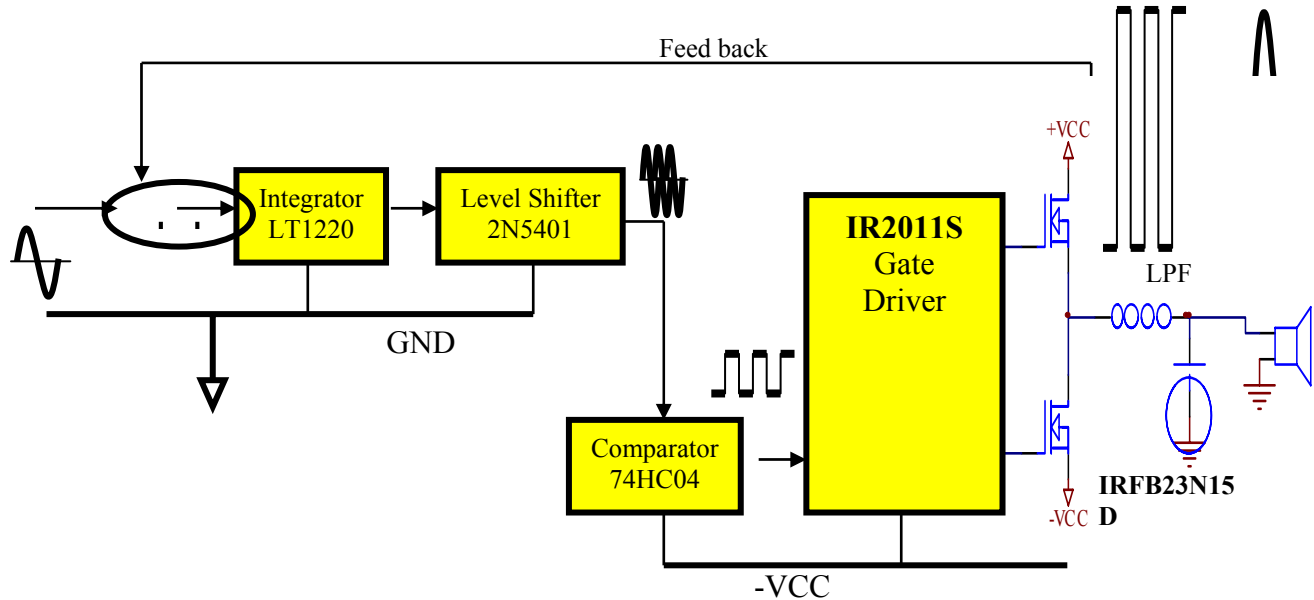 Feed back
+VCC
Integrator
LT1220
Level Shifter
2N5401
IR2011S
Gate
Driver
LPF
GND
Comparator
74HC04
IRFB23N15
D
-VCC
-VCC